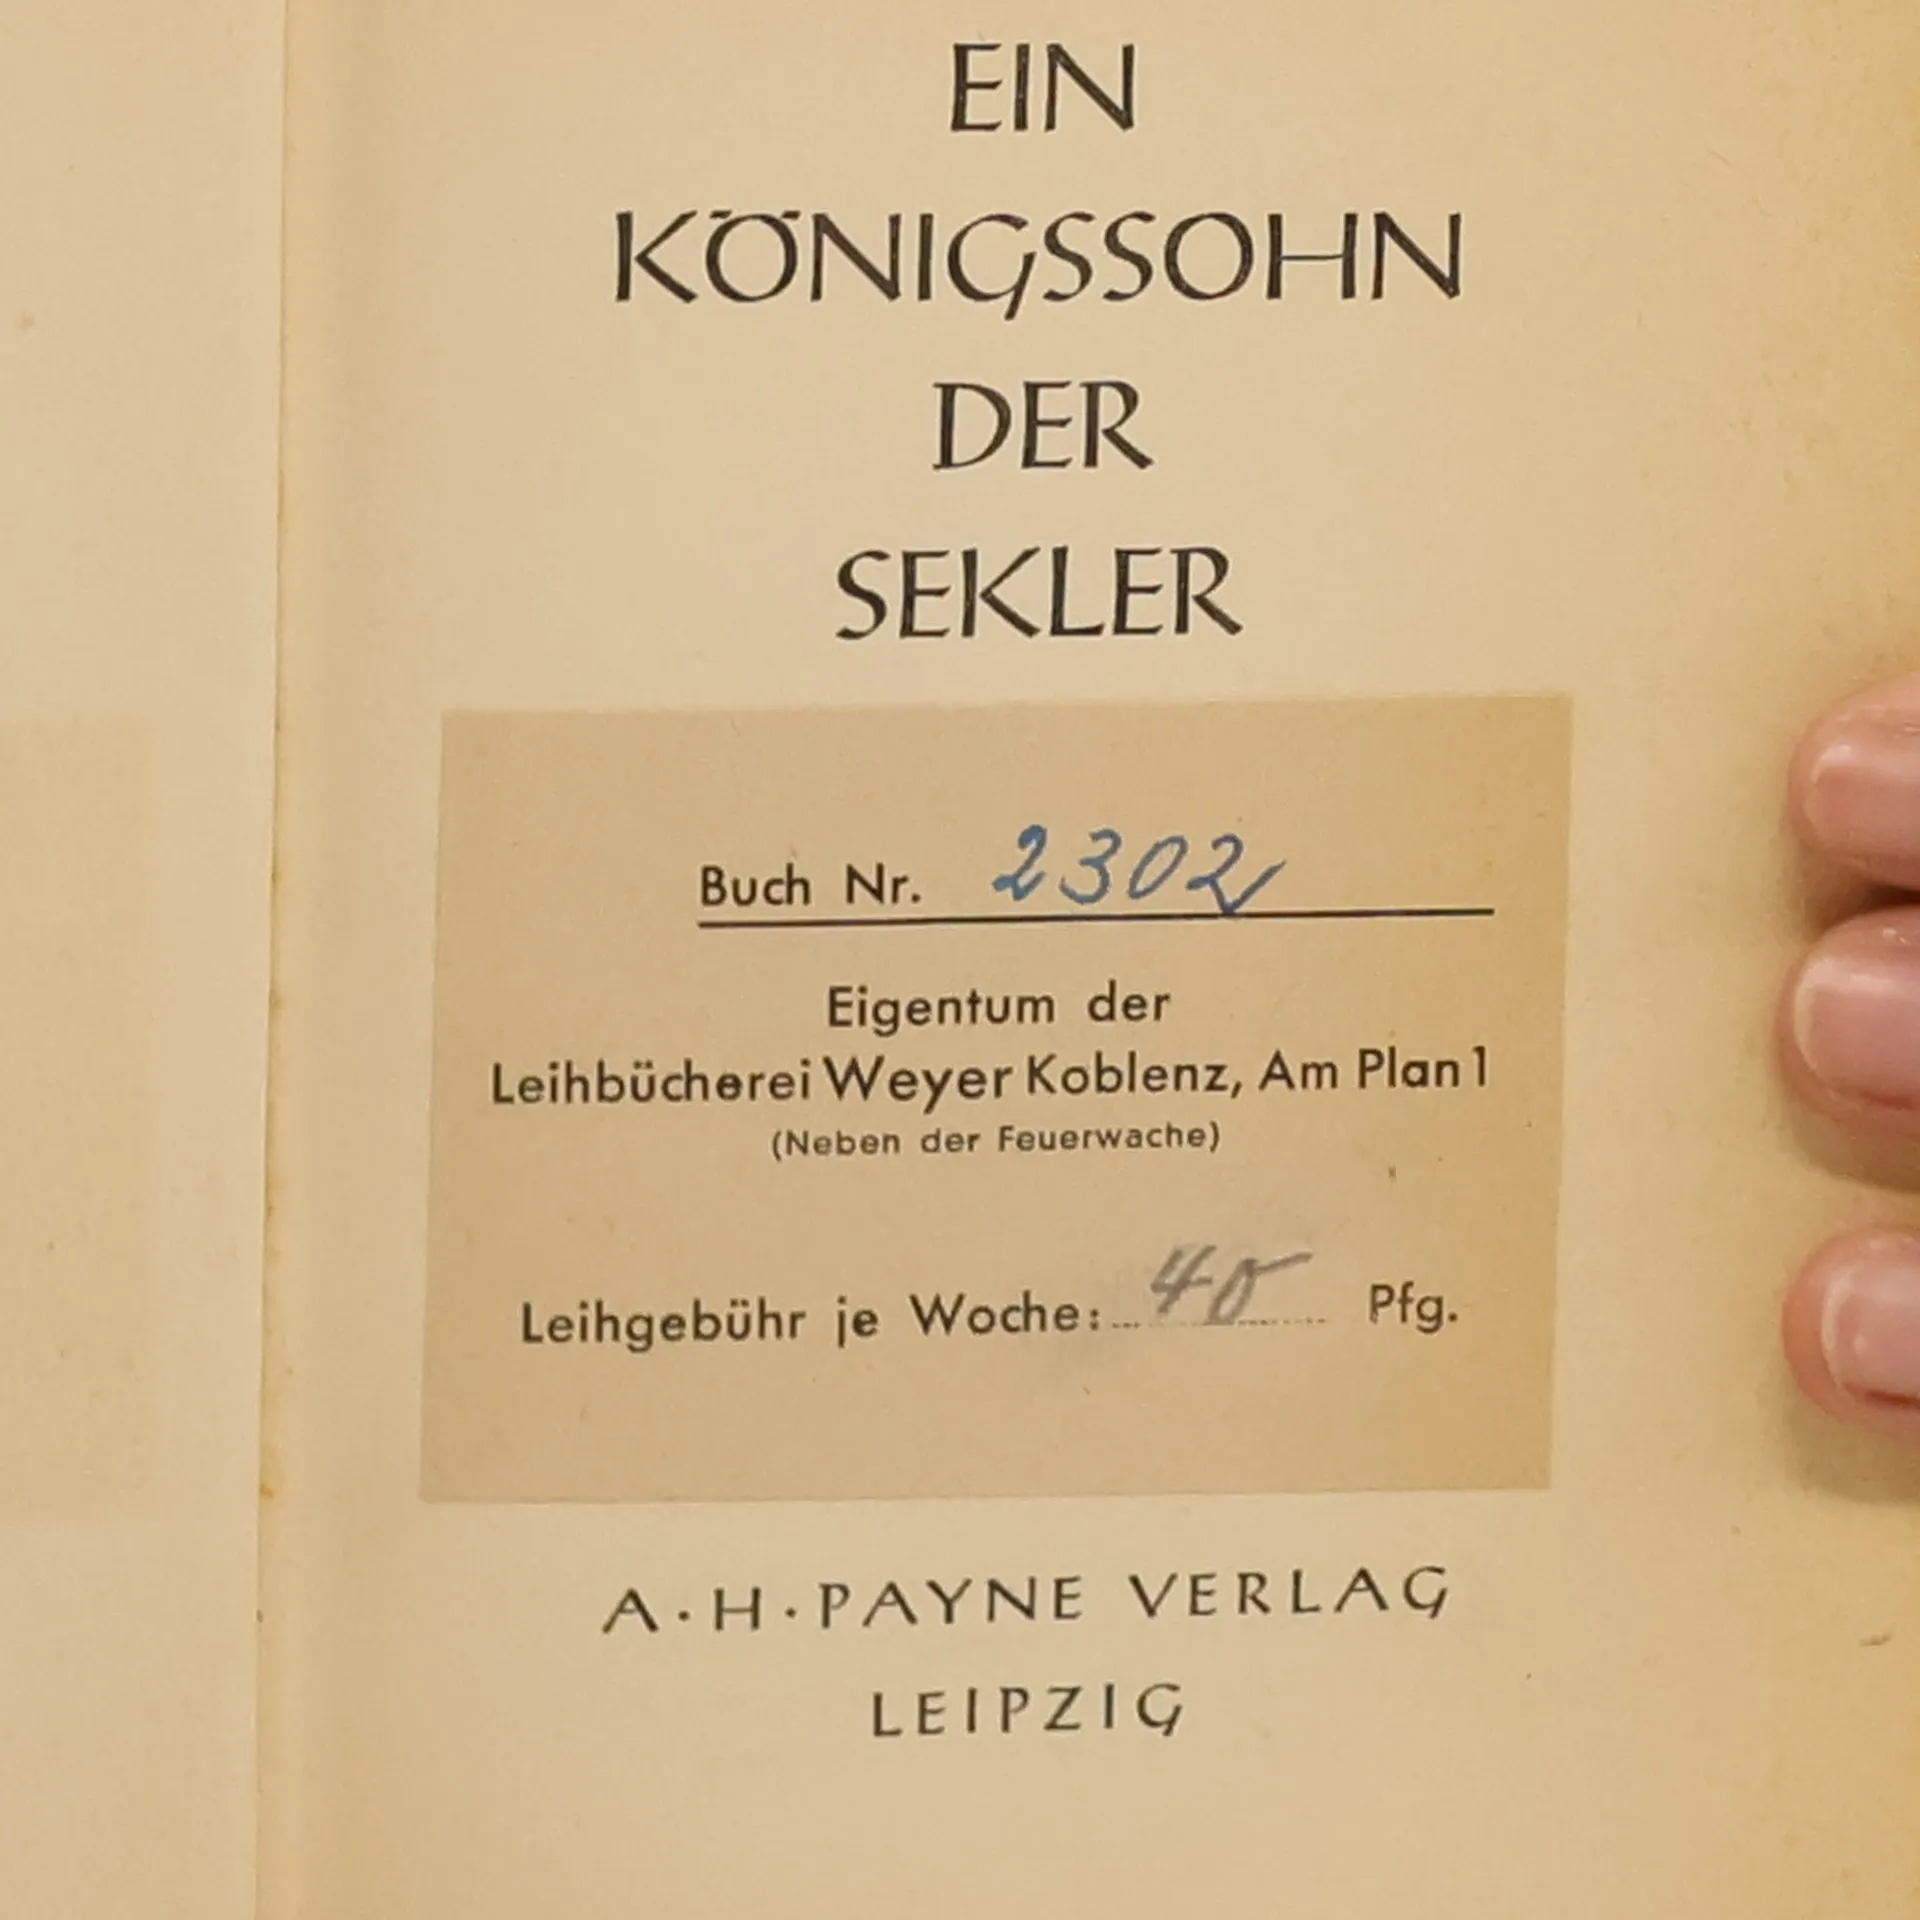 EIN
KÖNIGSSOHN
DER
SEKLER
Buch Nr. 2302
Eigentum der
Leihbücherei Weyer Koblenz, Am Plan 1
(Neben der Feuerwache)
Leihgebühr je Woche: 40 Pfg.
A·H·PAYNE VERLAG
LEIPZIG